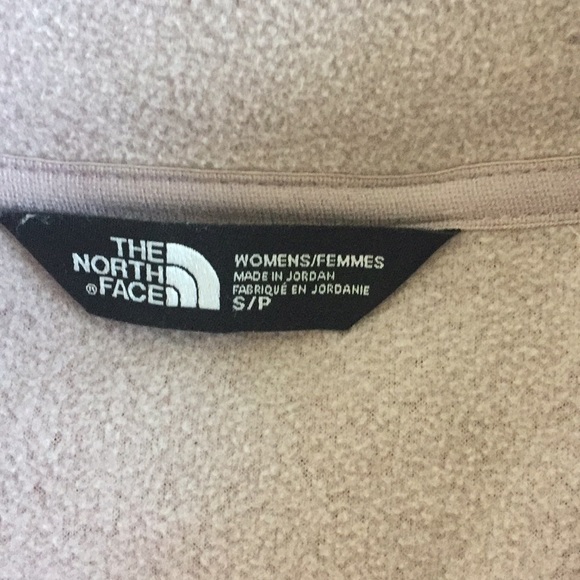 THE
NORTH
® FACE
WOMENS/FEMMES
MADE IN JORDAN
FABRIQUÉ EN JORDANIE
S/P